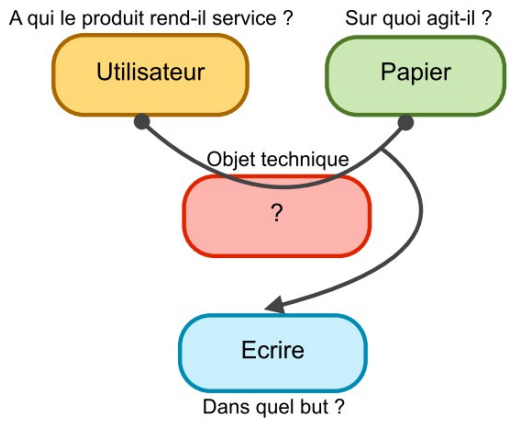 A qui le produit rend-il service ?
Sur quoi agit-il ?
Utilisateur
Papier
Objet technique
?
Ecrire
Dans quel but ?